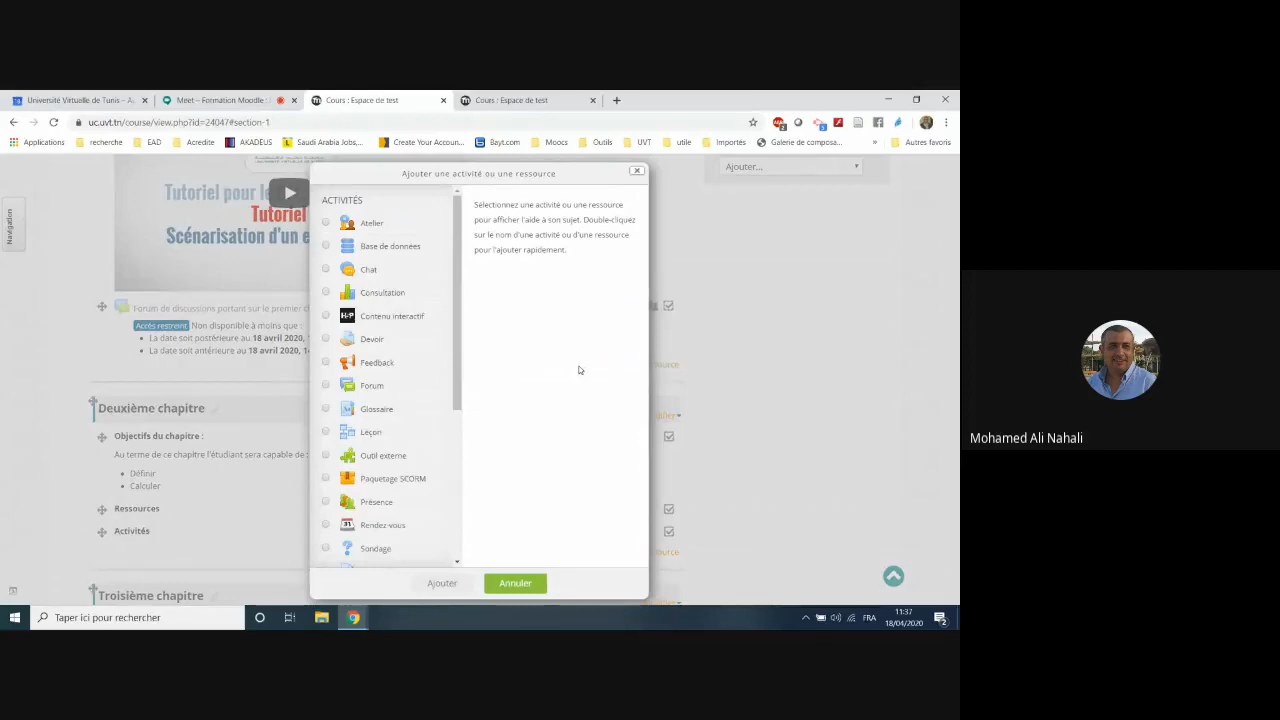 Université Virtuelle de Tunis – A
Meet – Formation Moodle :
Cours : Espace de test
Cours : Espace de test
uc.uvt.tn/course/view.php?id=24047#section-1
Applications
recherche
EAD
Acredite
AKADEUS
Saudi Arabia Jobs,...
Create Your Accoun...
Bayt.com
Moocs
Outils
UVT
utile
Importés
Galerie de composa...
»
Autres favoris
Navigation
Tutoriel pour le
Tutoriel
Scénarisation d'un e
Ajouter...
Forum de discussions portant sur le premier c
Accès restreint Non disponible à moins que :
La date soit postérieure au 18 avril 2020, 1
La date soit antérieure au 18 avril 2020, 1
Deuxième chapitre
Objectifs du chapitre :
Au terme de ce chapitre l'étudiant sera capable de :
Définir
Calculer
Ressources
Activités
Troisième chapitre
Ajouter une activité ou une ressource
ACTIVITÉS
Atelier
Base de données
Chat
Consultation
H5P
Contenu interactif
Devoir
Feedback
Forum
Glossaire
Leçon
Outil externe
Paquetage SCORM
Présence
31
Rendez-vous
Sondage
Sélectionnez une activité ou une ressource
pour afficher l'aide à son sujet. Double-cliquez
sur le nom d'une activité ou d'une ressource
pour l'ajouter rapidement.
Ajouter
Annuler
Taper ici pour rechercher
FRA
11:37
18/04/2020
Mohamed Ali Nahali